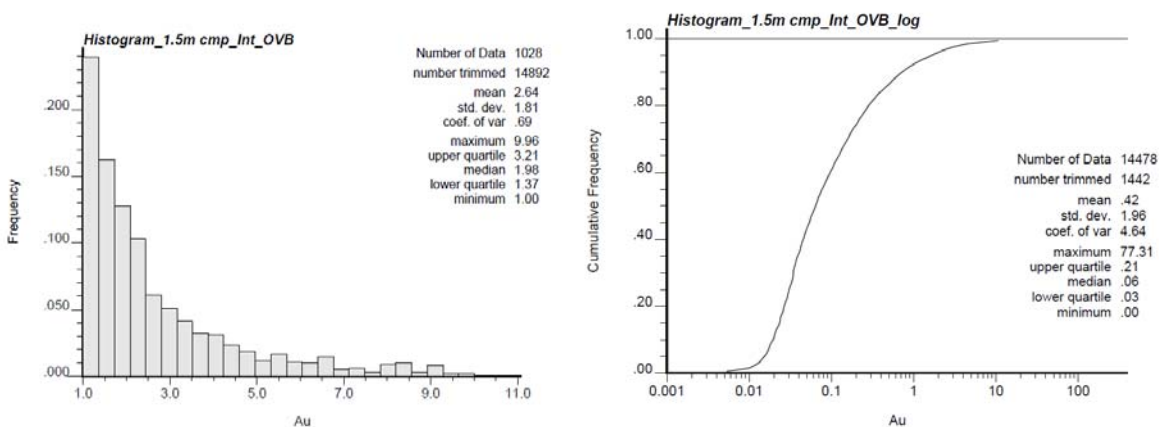 Histogram_1.5m cmp_Int_OVB
Number of Data 1028
number trimmed 14892
mean 2.64
std. dev. 1.81
coef. of var .69
maximum 9.96
upper quartile 3.21
median 1.98
lower quartile 1.37
minimum 1.00
Frequency
.200
.150
.100
.050
.000
1.0 3.0 5.0 7.0 9.0 11.0
Au
Histogram_1.5m cmp_Int_OVB_log
Cumulative Frequency
1.00
.80
.60
.40
.20
.00
Number of Data 14478
number trimmed 1442
mean .42
std. dev. 1.96
coef. of var 4.64
maximum 77.31
upper quartile .21
median .06
lower quartile .03
minimum .00
0.001 0.01 0.1 1.0 10 100
Au